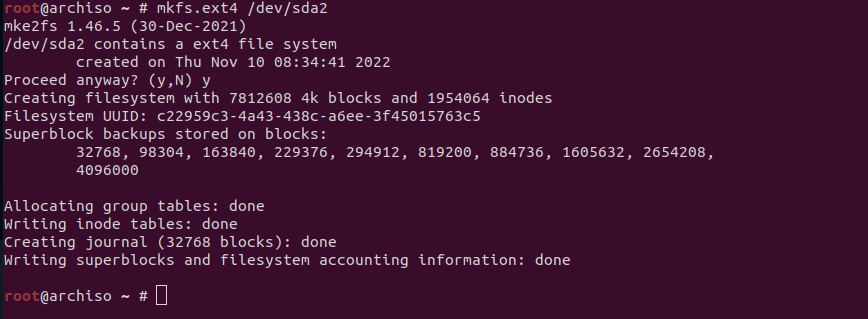 root@archiso ~ # mkfs.ext4 /dev/sda2
mke2fs 1.46.5 (30-Dec-2021)
/dev/sda2 contains a ext4 file system
        created on Thu Nov 10 08:34:41 2022
Proceed anyway? (y,N) y
Creating filesystem with 7812608 4k blocks and 1954064 inodes
Filesystem UUID: c22959c3-4a43-438c-a6ee-3f45015763c5
Superblock backups stored on blocks:
        32768, 98304, 163840, 229376, 294912, 819200, 884736, 1605632, 2654208,
        4096000

Allocating group tables: done
Writing inode tables: done
Creating journal (32768 blocks): done
Writing superblocks and filesystem accounting information: done

root@archiso ~ #